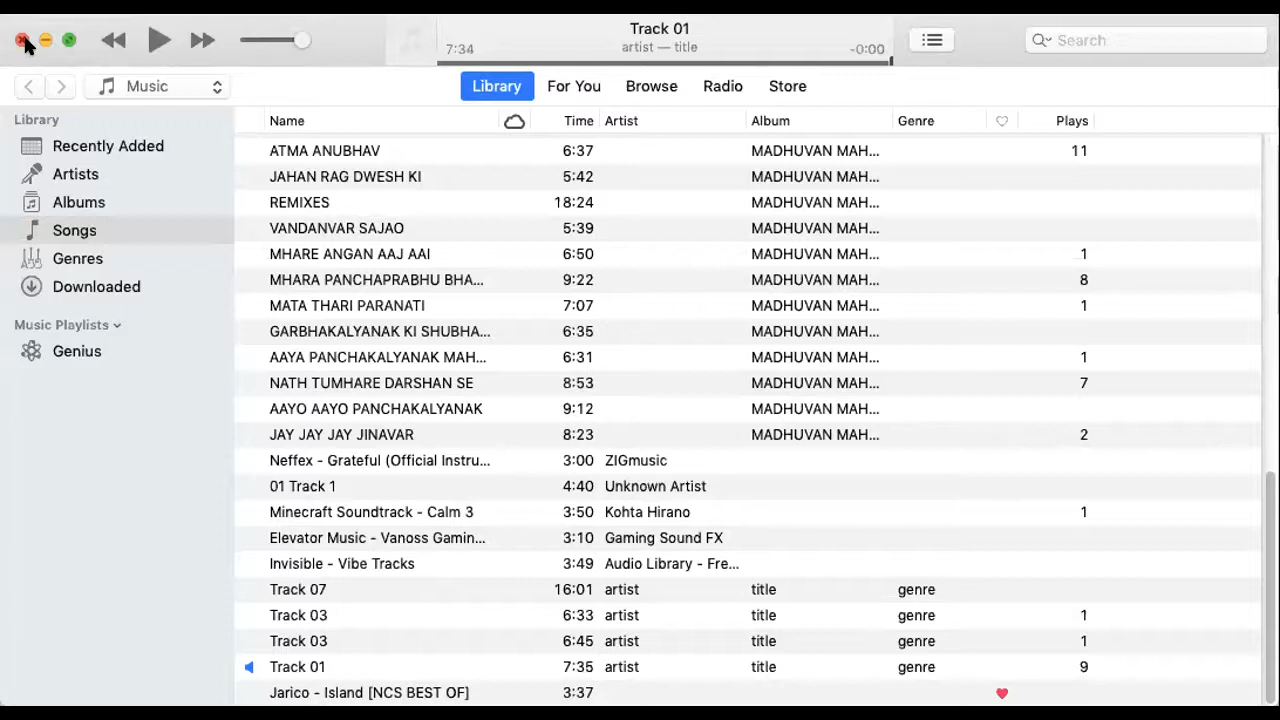 Track 01
7:34 artist — title -0:00
Search
Music Library For You Browse Radio Store
Library
Recently Added
Artists
Albums
Songs
Genres
Downloaded
Music Playlists
Genius
Name Time Artist Album Genre Plays
ATMA ANUBHAV 6:37 MADHUVAN MAH... 11
JAHAN RAG DWESH KI 5:42 MADHUVAN MAH...
REMIXES 18:24 MADHUVAN MAH...
VANDANVAR SAJAO 5:39 MADHUVAN MAH...
MHARE ANGAN AAJ AAI 6:50 MADHUVAN MAH... 1
MHARA PANCHAPRABHU BHA... 9:22 MADHUVAN MAH... 8
MATA THARI PARANATI 7:07 MADHUVAN MAH... 1
GARBHAKALYANAK KI SHUBHA... 6:35 MADHUVAN MAH...
AAYA PANCHAKALYANAK MAH... 6:31 MADHUVAN MAH... 1
NATH TUMHARE DARSHAN SE 8:53 MADHUVAN MAH... 7
AAYO AAYO PANCHAKALYANAK 9:12 MADHUVAN MAH...
JAY JAY JAY JINAVAR 8:23 MADHUVAN MAH... 2
Neffex - Grateful (Official Instru... 3:00 ZIGmusic
01 Track 1 4:40 Unknown Artist
Minecraft Soundtrack - Calm 3 3:50 Kohta Hirano 1
Elevator Music - Vanoss Gamin... 3:10 Gaming Sound FX
Invisible - Vibe Tracks 3:49 Audio Library - Fre...
Track 07 16:01 artist title genre
Track 03 6:33 artist title genre 1
Track 03 6:45 artist title genre 1
Track 01 7:35 artist title genre 9
Jarico - Island [NCS BEST OF] 3:37